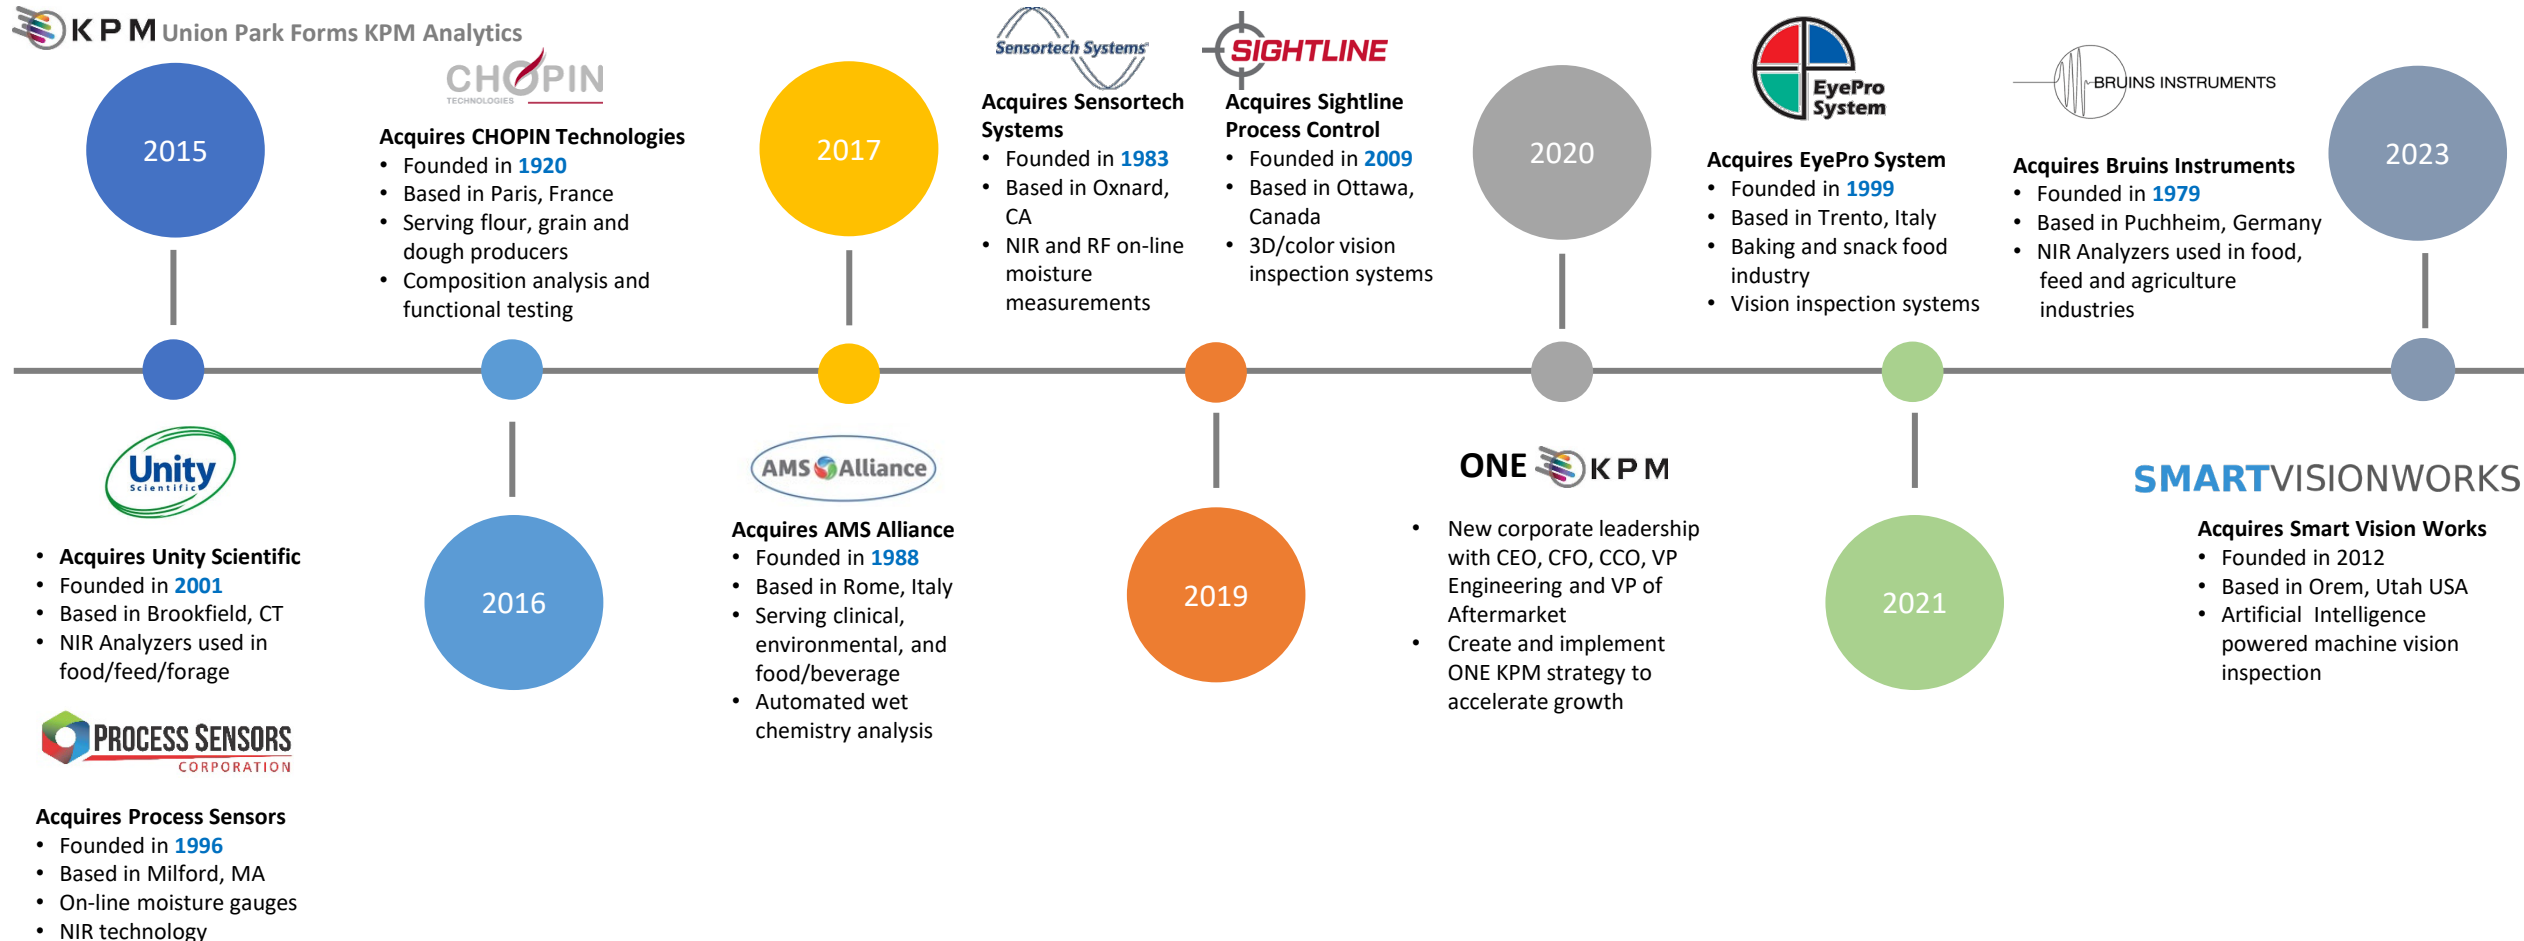 KPM Union Park Forms KPM Analytics
2015
Unity
Scientific
• Acquires Unity Scientific
• Founded in 2001
• Based in Brookfield, CT
• NIR Analyzers used in
food/feed/forage
PROCESS SENSORS
CORPORATION
Acquires Process Sensors
• Founded in 1996
• Based in Milford, MA
• On-line moisture gauges
• NIR technology
CHOPIN
TECHNOLOGIES
Acquires CHOPIN Technologies
• Founded in 1920
• Based in Paris, France
• Serving flour, grain and
dough producers
• Composition analysis and
functional testing
2016
2017
AMS Alliance
Acquires AMS Alliance
• Founded in 1988
• Based in Rome, Italy
• Serving clinical,
environmental, and
food/beverage
• Automated wet
chemistry analysis
Sensortech Systems
Acquires Sensortech
Systems
• Founded in 1983
• Based in Oxnard,
CA
• NIR and RF on-line
moisture
measurements
SIGHTLINE
Acquires Sightline
Process Control
• Founded in 2009
• Based in Ottawa,
Canada
• 3D/color vision
inspection systems
2019
2020
ONE KPM
• New corporate leadership
with CEO, CFO, CCO, VP
Engineering and VP of
Aftermarket
• Create and implement
ONE KPM strategy to
accelerate growth
EyePro
System
Acquires EyePro System
• Founded in 1999
• Based in Trento, Italy
• Baking and snack food
industry
• Vision inspection systems
BRUINS INSTRUMENTS
Acquires Bruins Instruments
• Founded in 1979
• Based in Puchheim, Germany
• NIR Analyzers used in food,
feed and agriculture
industries
2021
2023
SMARTVISIONWORKS
Acquires Smart Vision Works
• Founded in 2012
• Based in Orem, Utah USA
• Artificial Intelligence
powered machine vision
inspection